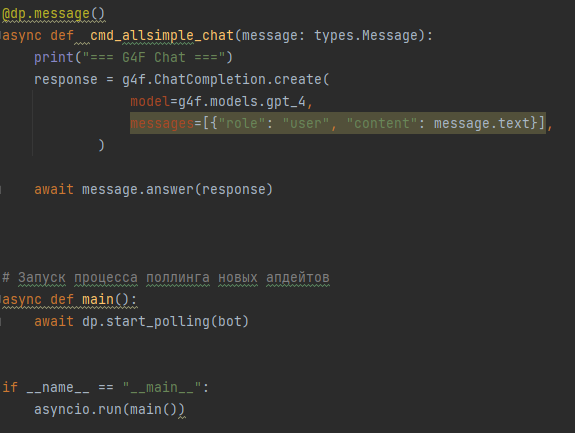 @dp.message()
async def __cmd_allsimple_chat(message: types.Message):
print("=== G4F Chat ===")
response = g4f.ChatCompletion.create(
model=g4f.models.gpt_4,
messages=[{"role": "user", "content": message.text}],
)
await message.answer(response)
# Запуск процесса поллинга новых апдейтов
async def main():
await dp.start_polling(bot)
if __name__ == "__main__":
asyncio.run(main())